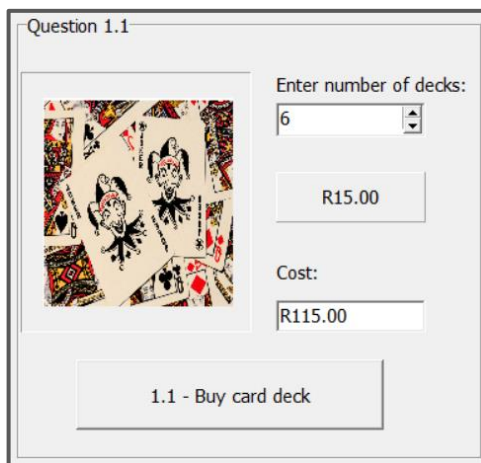 Question 1.1
Enter number of decks:
6
R15.00
Cost:
R115.00
1.1 - Buy card deck